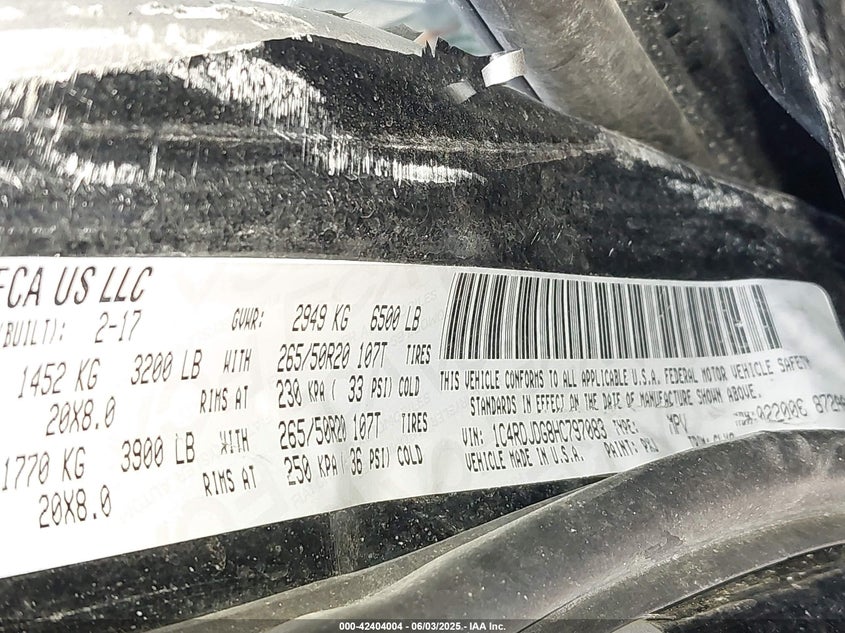 FCA US LLC
(BUILT): 2-17 GVWR: 2949 KG 6500 LB
1452 KG 3200 LB WITH 265/50R20 107T TIRES
20X8.0 RIMS AT 230 KPA ( 33 PSI) COLD
1770 KG 3900 LB WITH 265/50R20 107T TIRES
20X8.0 RIMS AT 250 KPA ( 36 PSI) COLD
THIS VEHICLE CONFORMS TO ALL APPLICABLE U.S.A. FEDERAL MOTOR VEHICLE SAFETY
STANDARDS IN EFFECT ON THE DATE OF MANUFACTURE SHOWN ABOVE.
VIN: 1C4RDJDG8HC797083 TYPE: MPV
VEHICLE MADE IN U.S.A. PAINT:
000-42404004 - 06/03/2025 - IAA Inc.